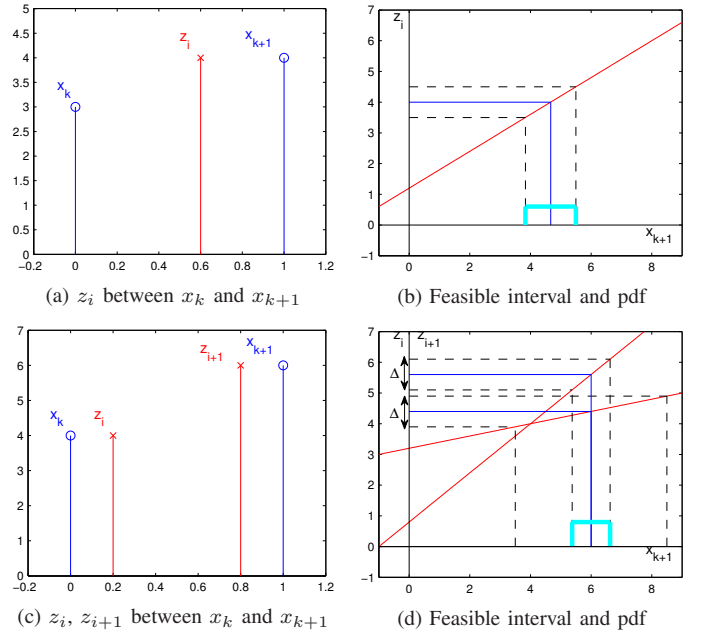 5
4.5
4
3.5
3
2.5
2
1.5
1
0.5
0
−0.2 0 0.2 0.4 0.6 0.8 1 1.2
x_k
z_i
x_{k+1}
(a) z_i between x_k and x_{k+1}
7
6
5
4
3
2
1
0
−1
0 2 4 6 8
z_i
x_{k+1}
(b) Feasible interval and pdf
7
6
5
4
3
2
1
0
−0.2 0 0.2 0.4 0.6 0.8 1 1.2
x_k
z_i
z_{i+1}
x_{k+1}
(c) z_i, z_{i+1} between x_k and x_{k+1}
7
6
5
4
3
2
1
0
−1
0 2 4 6 8
z_i z_{i+1}
Δ
Δ
x_{k+1}
(d) Feasible interval and pdf